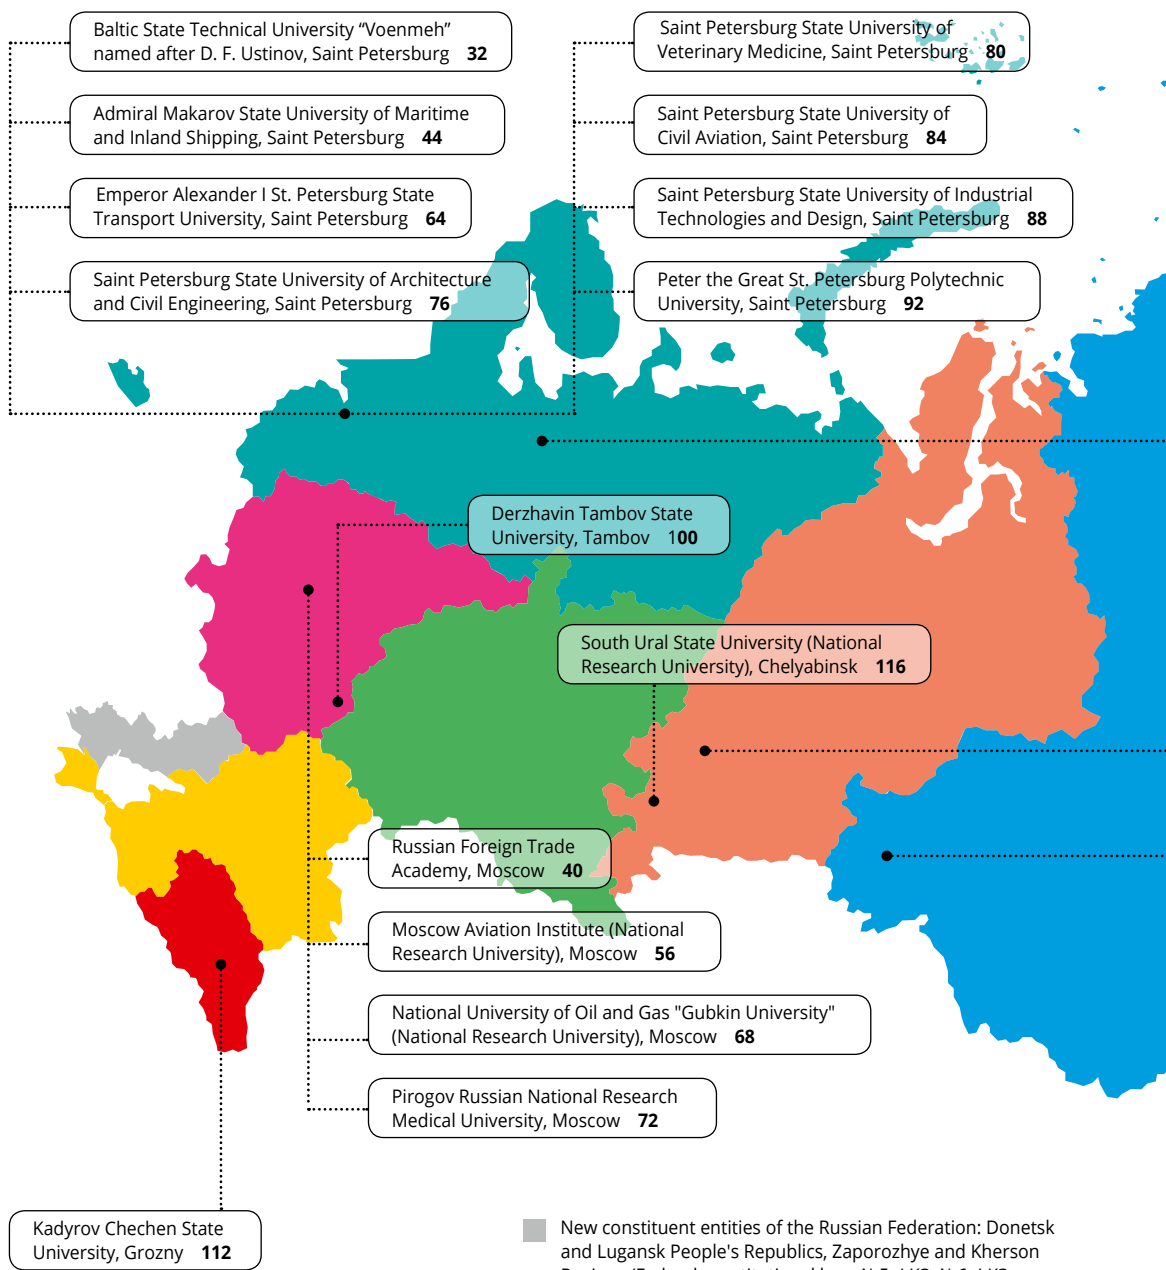 Baltic State Technical University “Voenmeh”
named after D. F. Ustinov, Saint Petersburg 32
Admiral Makarov State University of Maritime
and Inland Shipping, Saint Petersburg 44
Emperor Alexander I St. Petersburg State
Transport University, Saint Petersburg 64
Saint Petersburg State University of Architecture
and Civil Engineering, Saint Petersburg 76
Saint Petersburg State University of
Veterinary Medicine, Saint Petersburg 80
Saint Petersburg State University of
Civil Aviation, Saint Petersburg 84
Saint Petersburg State University of Industrial
Technologies and Design, Saint Petersburg 88
Peter the Great St. Petersburg Polytechnic
University, Saint Petersburg 92
Derzhavin Tambov State
University, Tambov 100
South Ural State University (National
Research University), Chelyabinsk 116
Russian Foreign Trade
Academy, Moscow 40
Moscow Aviation Institute (National
Research University), Moscow 56
National University of Oil and Gas "Gubkin University"
(National Research University), Moscow 68
Pirogov Russian National Research
Medical University, Moscow 72
Kadyrov Chechen State
University, Grozny 112
New constituent entities of the Russian Federation: Donetsk
and Lugansk People's Republics, Zaporozhye and Kherson